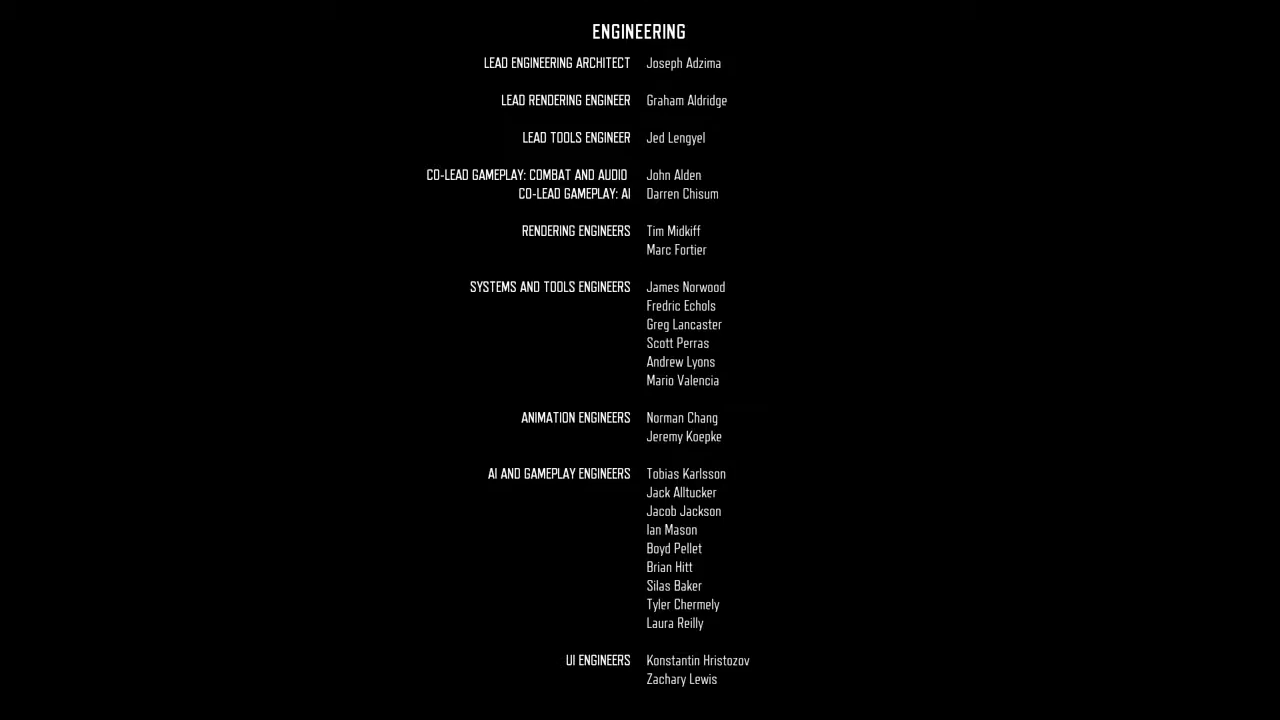 ENGINEERING
LEAD ENGINEERING ARCHITECT Joseph Adzima
LEAD RENDERING ENGINEER Graham Aldridge
LEAD TOOLS ENGINEER Jed Lengyel
CO-LEAD GAMEPLAY: COMBAT AND AUDIO John Alden
CO-LEAD GAMEPLAY: AI Darren Chisum
RENDERING ENGINEERS Tim Midkiff
Marc Fortier
SYSTEMS AND TOOLS ENGINEERS James Norwood
Fredric Echols
Greg Lancaster
Scott Perras
Andrew Lyons
Mario Valencia
ANIMATION ENGINEERS Norman Chang
Jeremy Koepke
AI AND GAMEPLAY ENGINEERS Tobias Karlsson
Jack Alltucker
Jacob Jackson
Ian Mason
Boyd Pellet
Brian Hitt
Silas Baker
Tyler Chermely
Laura Reilly
UI ENGINEERS Konstantin Hristozov
Zachary Lewis